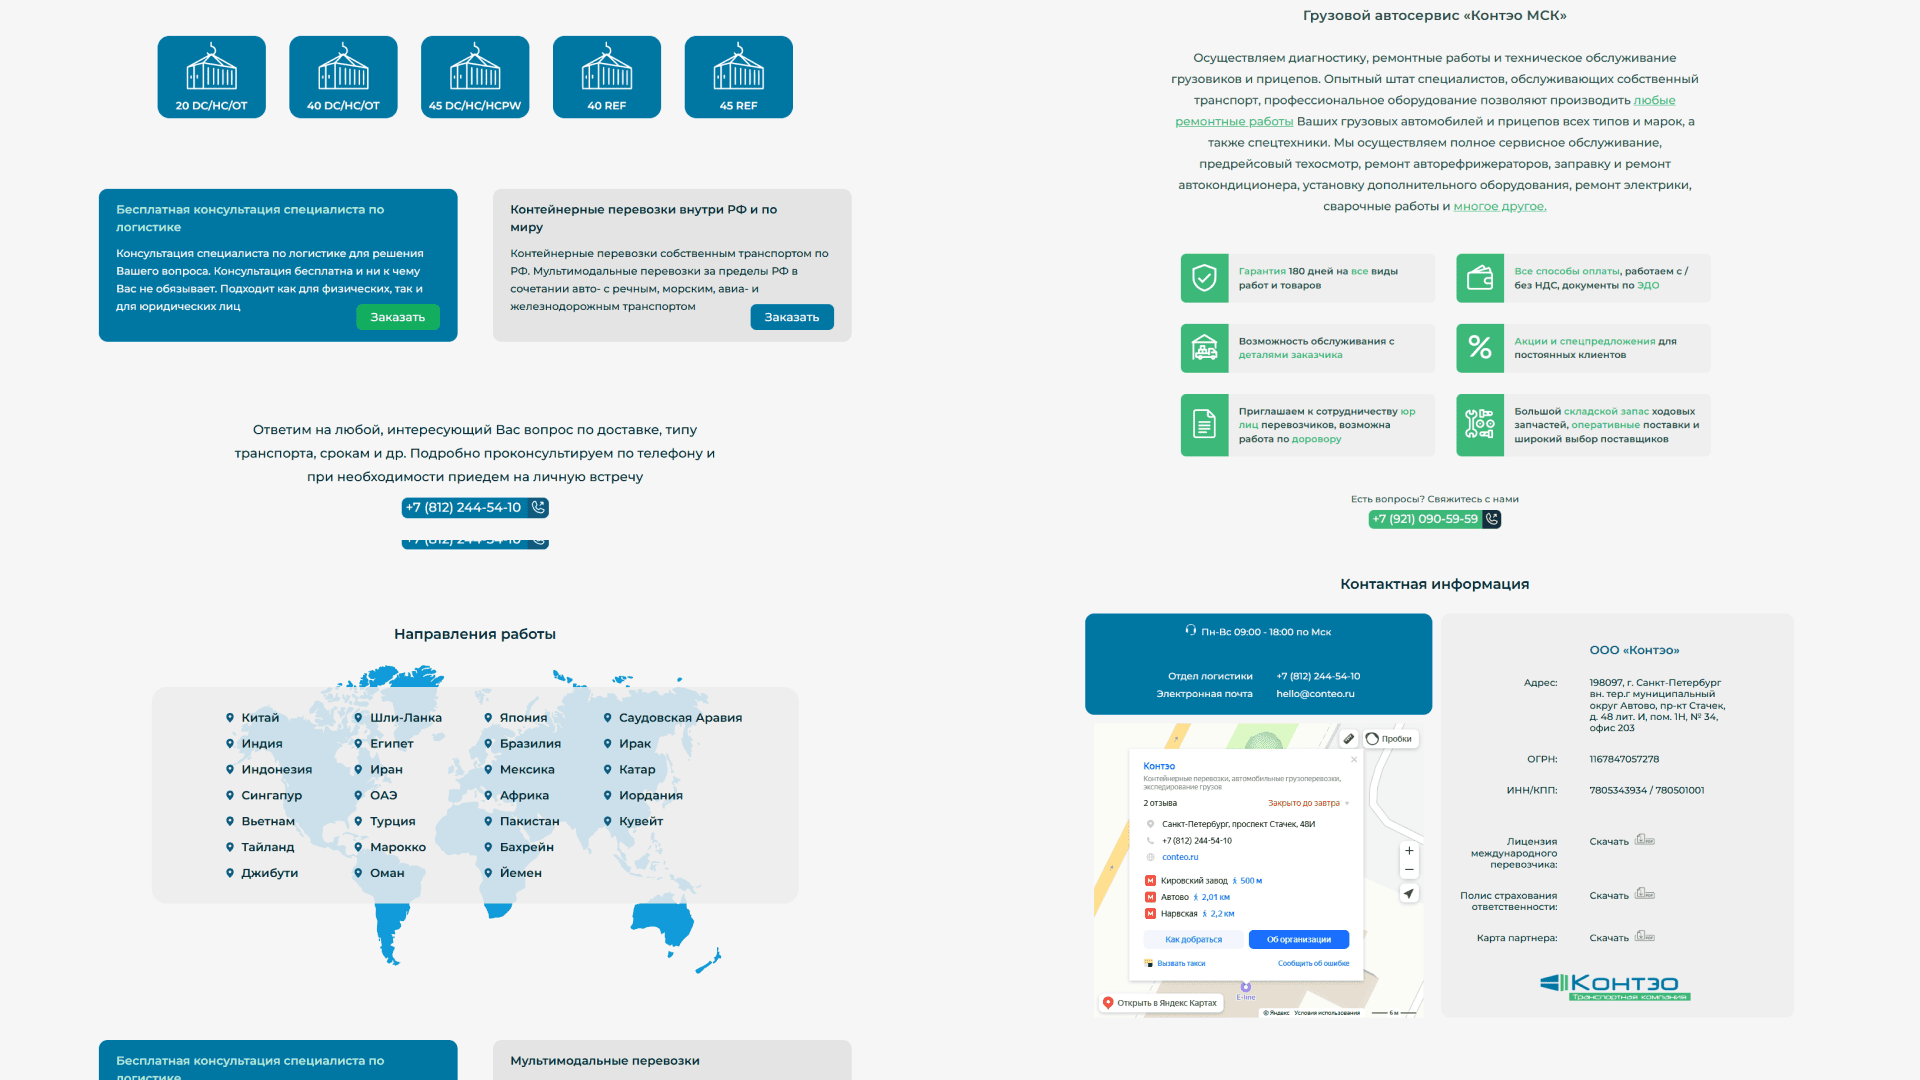 20 DC/HC/OT
40 DC/HC/OT
45 DC/HC/HCPW
40 REF
45 REF
Бесплатная консультация специалиста по
логистике
Консультация специалиста по логистике для решения
Вашего вопроса. Консультация бесплатна и ни к чему
Вас не обязывает. Подходит как для физических, так и
для юридических лиц
Заказать
Контейнерные перевозки внутри РФ и по
миру
Контейнерные перевозки собственным транспортом по
РФ. Мультимодальные перевозки за пределы РФ в
сочетании авто- с речным, морским, авиа- и
железнодорожным транспортом
Заказать
Ответим на любой, интересующий Вас вопрос по доставке, типу
транспорта, срокам и др. Подробно проконсультируем по телефону и
при необходимости приедем на личную встречу
+7 (812) 244-54-10
+7 (812) 244-54-10
Направления работы
Китай
Индия
Индонезия
Сингапур
Вьетнам
Тайланд
Джибути
Шли-Ланка
Египет
Иран
ОАЭ
Турция
Марокко
Оман
Япония
Бразилия
Мексика
Африка
Пакистан
Бахрейн
Йемен
Саудовская Аравия
Ирак
Катар
Иордания
Кувейт
Бесплатная консультация специалиста по
логистике
Мультимодальные перевозки
Грузовой автосервис «Контэо МСК»
Осуществляем диагностику, ремонтные работы и техническое обслуживание
грузовиков и прицепов. Опытный штат специалистов, обслуживающих собственный
транспорт, профессиональное оборудование позволяют производить любые
ремонтные работы Ваших грузовых автомобилей и прицепов всех типов и марок, а
также спецтехники. Мы осуществляем полное сервисное обслуживание,
предрейсовый техосмотр, ремонт авторефрижераторов, заправку и ремонт
автокондиционера, установку дополнительного оборудования, ремонт электрики,
сварочные работы и многое другое.
Гарантия 180 дней на все виды
работ и товаров
Все способы оплаты, работаем с /
без НДС, документы по ЭДО
Возможность обслуживания с
деталями заказчика
Акции и спецпредложения для
постоянных клиентов
Приглашаем к сотрудничеству юр
лиц перевозчиков, возможна
работа по доровору
Большой складской запас ходовых
запчастей, оперативные поставки и
широкий выбор поставщиков
Есть вопросы? Свяжитесь с нами
+7 (921) 090-59-59
Контактная информация
Пн-Вс 09:00 - 18:00 по Мск
Отдел логистики +7 (812) 244-54-10
Электронная почта hello@conteo.ru
Пробки
Контэо
Контейнерные перевозки, автомобильные грузоперевозки,
экспедирование грузов
2 отзыва Закрыто до завтра
Санкт-Петербург, проспект Стачек, 48И
+7 (812) 244-54-10
conteo.ru
Кировский завод 500 м
Автово 2,01 км
Нарвская 2,2 км
Как добраться
Об организации
Вызвать такси
Сообщить об ошибке
E-line
Открыть в Яндекс Картах
© Яндекс Условия использования 6 м
ООО «Контэо»
Адрес: 198097, г. Санкт-Петербург
вн. тер.г муниципальный
округ Автово, пр-кт Стачек,
д. 48 лит. И, пом. 1Н, № 34,
офис 203
ОГРН: 1167847057278
ИНН/КПП: 7805343934 / 780501001
Лицензия
международного
перевозчика:
Скачать
Полис страхования
ответственности:
Скачать
Карта партнера: Скачать
Контэо
Транспортная компания